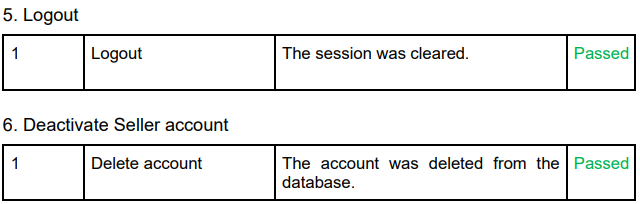 5. Logout
1 Logout The session was cleared. Passed
6. Deactivate Seller account
1 Delete account The account was deleted from the Passed
database.